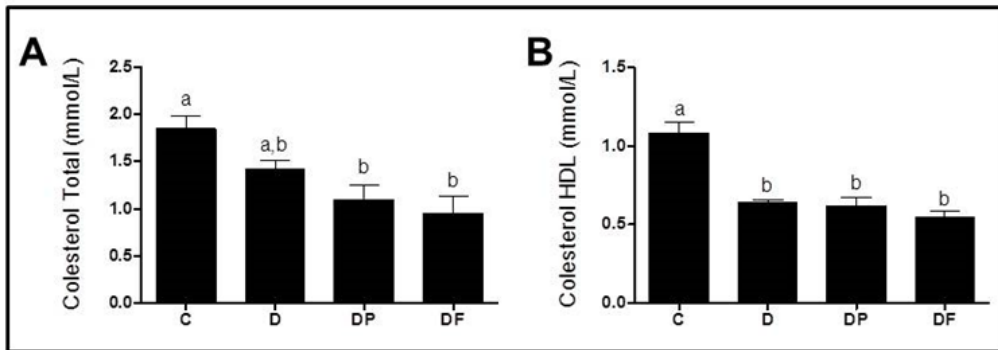 A
Colesterol Total (mmol/L)
2.5
2.0
1.5
1.0
0.5
0.0
a
a,b
b
b
C D DP DF
B
Colesterol HDL (mmol/L)
1.5
1.0
0.5
0.0
a
b
b
b
C D DP DF